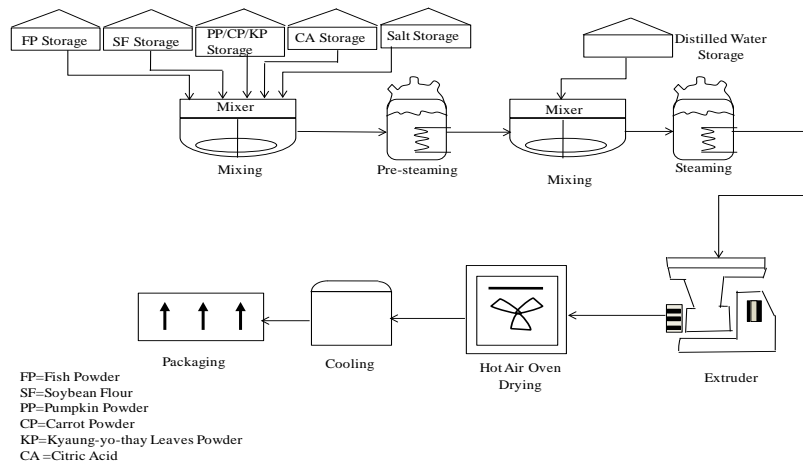 FP Storage
SF Storage
PP/CP/KP
Storage
CA Storage
Salt Storage
Distilled Water
Storage
Mixer
Mixing
Pre-steaming
Mixer
Mixing
Steaming
Packaging
Cooling
Hot Air Oven
Drying
Extruder
FP=Fish Powder
SF=Soybean Flour
PP=Pumpkin Powder
CP=Carrot Powder
KP=Kyaung-yo-thay Leaves Powder
CA =Citric Acid